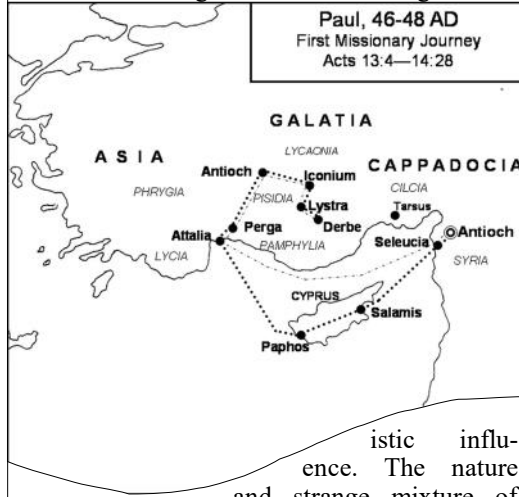 Paul, 46-48 AD
First Missionary Journey
Acts 13:4—14:28
GALATIA
LYCAONIA
ASIA
CAPPADOCIA
Antioch
Iconium
PHRYGIA
PISIDIA
CILCIA
Tarsus
Lystra
Perga
Derbe
Attalia
PAMPHYLIA
Seleucia
Antioch
LYCIA
SYRIA
CYPRUS
Salamis
Paphos
istic influ-
ence. The nature
and strange mixture of